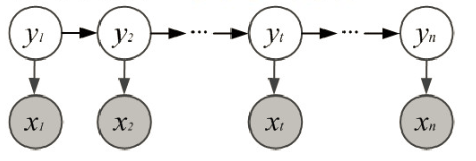 y1 y2 ... yt ... yn
x1 x2 xt xn